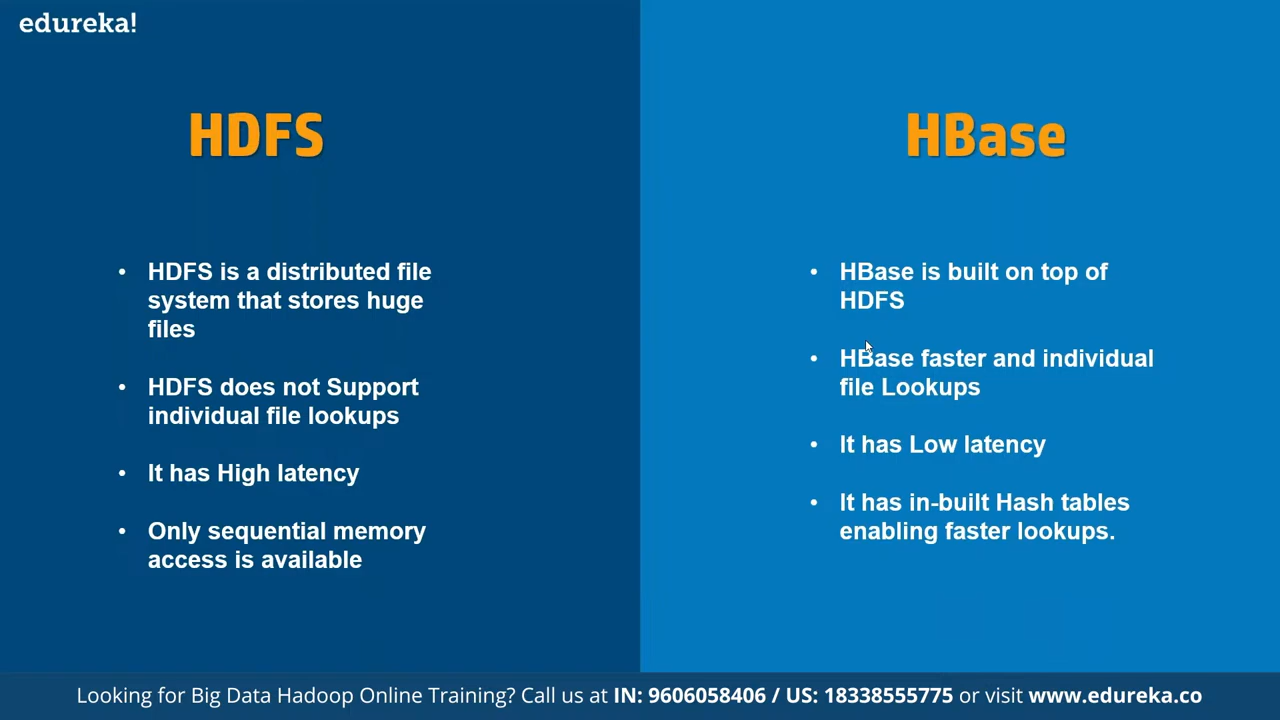 edureka!
HDFS
• HDFS is a distributed file
system that stores huge
files
• HDFS does not Support
individual file lookups
• It has High latency
• Only sequential memory
access is available
HBase
• HBase is built on top of
HDFS
• HBase faster and individual
file Lookups
• It has Low latency
• It has in-built Hash tables
enabling faster lookups.
Looking for Big Data Hadoop Online Training? Call us at IN: 9606058406 / US: 18338555775 or visit www.edureka.co